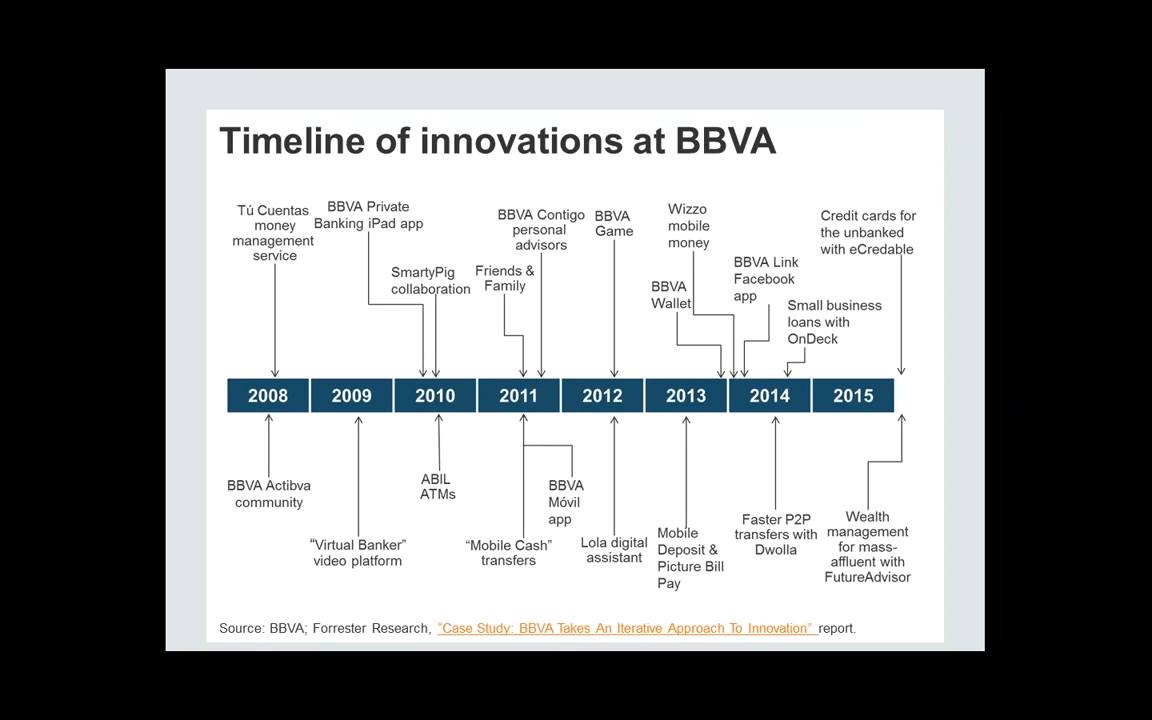 Timeline of innovations at BBVA
Tú Cuentas
money
management
service
BBVA Private
Banking iPad app
SmartyPig
collaboration
Friends &
Family
BBVA Contigo
personal
advisors
BBVA
Game
BBVA
Wallet
Wizzo
mobile
money
BBVA Link
Facebook
app
Small business
loans with
OnDeck
Credit cards for
the unbanked
with eCredable
2008 2009 2010 2011 2012 2013 2014 2015
BBVA Actibva
community
“Virtual Banker”
video platform
ABIL
ATMs
“Mobile Cash”
transfers
BBVA
Móvil
app
Lola digital
assistant
Mobile
Deposit &
Picture Bill
Pay
Faster P2P
transfers with
Dwolla
Wealth
management
for mass-
affluent with
FutureAdvisor
Source: BBVA; Forrester Research, “Case Study: BBVA Takes An Iterative Approach To Innovation” report.